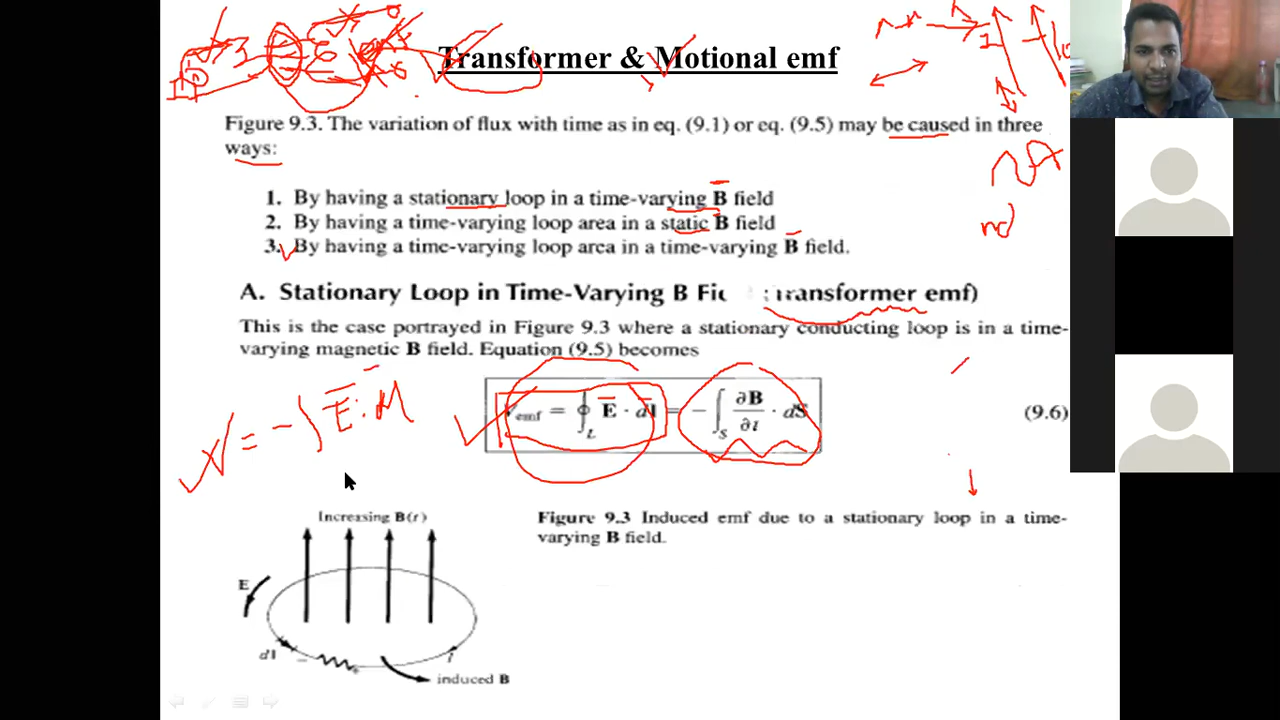 Transformer & Motional emf
Figure 9.3. The variation of flux with time as in eq. (9.1) or eq. (9.5) may be caused in three
ways:
1. By having a stationary loop in a time-varying B field
2. By having a time-varying loop area in a static B field
3. By having a time-varying loop area in a time-varying B field.
A. Stationary Loop in Time-Varying B Fi Transformer emf)
This is the case portrayed in Figure 9.3 where a stationary conducting loop is in a time-
varying magnetic B field. Equation (9.5) becomes
V = -∫ E
Vemf = ∮L E · dl = -∫S ∂B/∂t · dS (9.6)
Increasing B(t)
Figure 9.3 Induced emf due to a stationary loop in a time-
varying B field.
E
dl
induced B